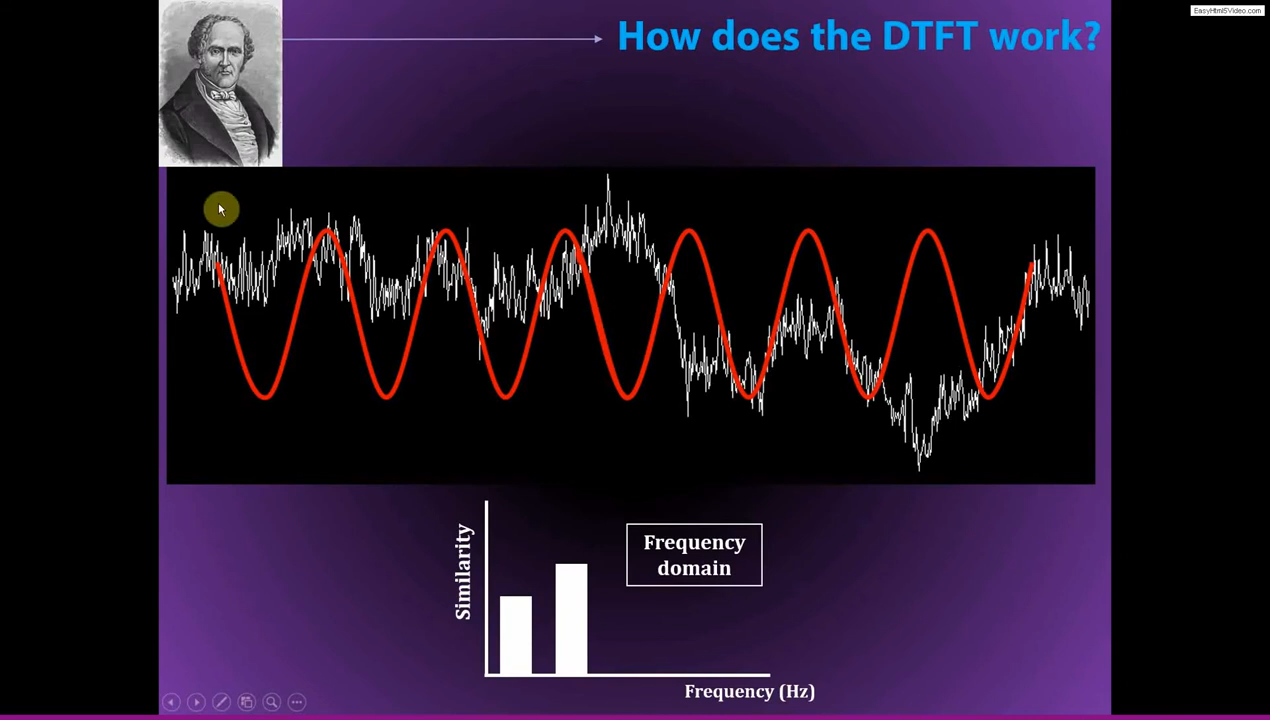 EasyHtml5Video.com
How does the DTFT work?
Similarity
Frequency
domain
Frequency (Hz)